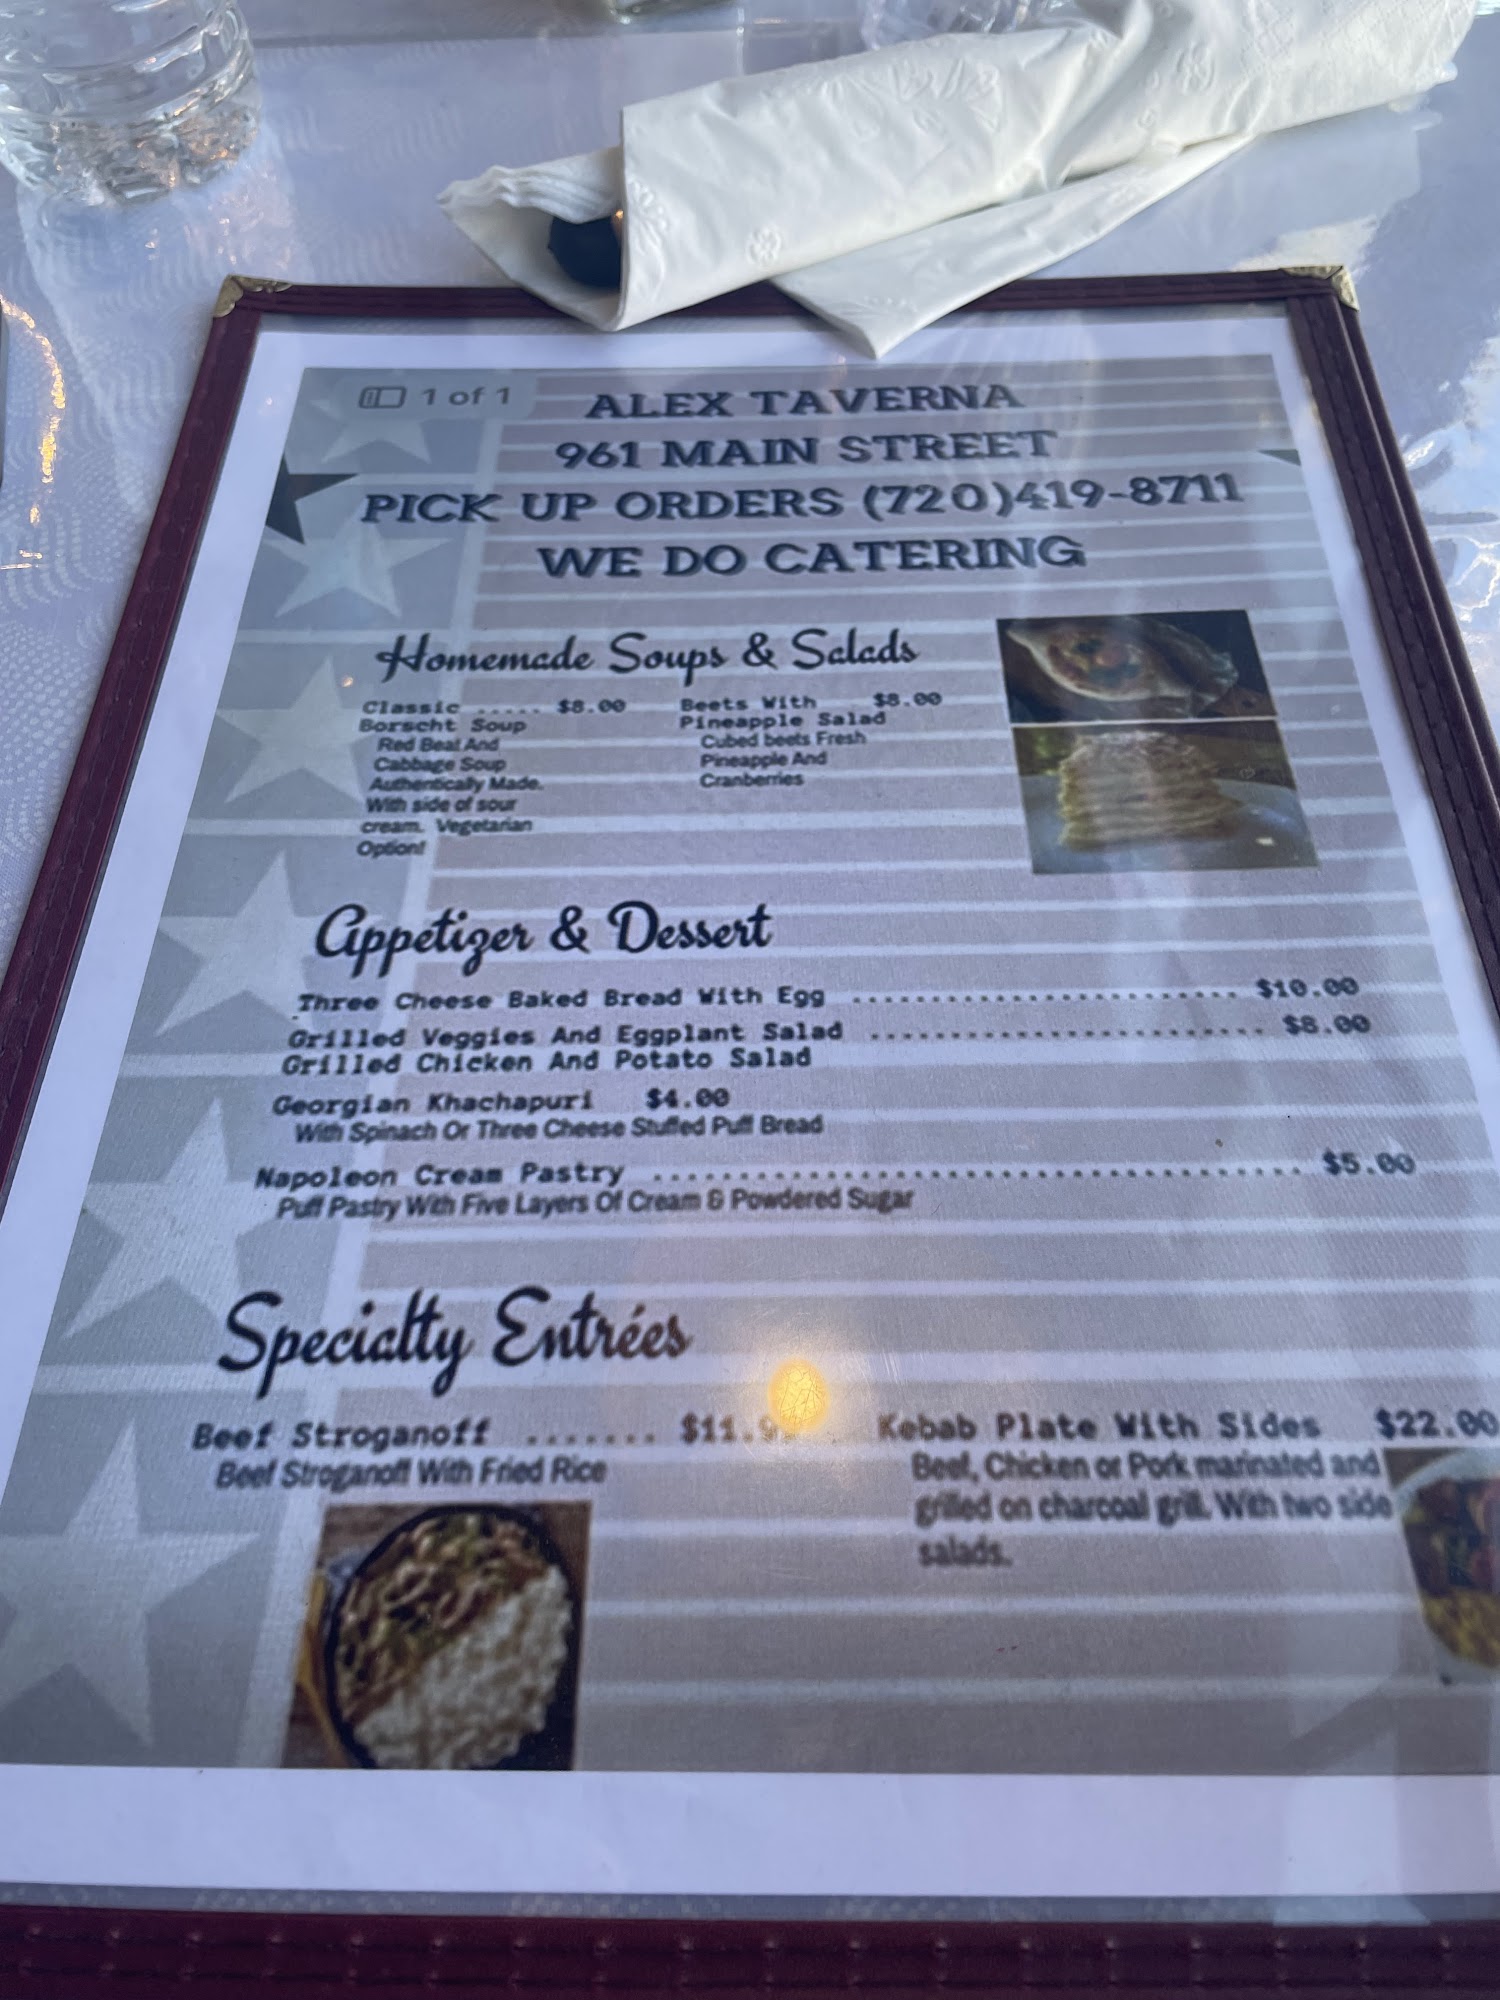 1 of 1
ALEX TAVERNA
961 MAIN STREET
PICK UP ORDERS (720)419-8711
WE DO CATERING
Homemade Soups & Salads
Classic ..... $8.00
Borscht Soup
Red Beat And
Cabbage Soup
Authentically Made.
With side of sour
cream. Vegetarian
Option!
Beets With $8.00
Pineapple Salad
Cubed beets Fresh
Pineapple And
Cranberries
Appetizer & Dessert
Three Cheese Baked Bread With Egg ............................ $10.00
Grilled Veggies And Eggplant Salad ............................ $8.00
Grilled Chicken And Potato Salad
Georgian Khachapuri $4.00
With Spinach Or Three Cheese Stuffed Puff Bread
Napoleon Cream Pastry ............................................. $5.00
Puff Pastry With Five Layers Of Cream & Powdered Sugar
Specialty Entrées
Beef Stroganoff ....... $11.9
Beef Stroganoff With Fried Rice
Kebab Plate With Sides $22.00
Beef, Chicken or Pork marinated and
grilled on charcoal grill. With two side
salads.